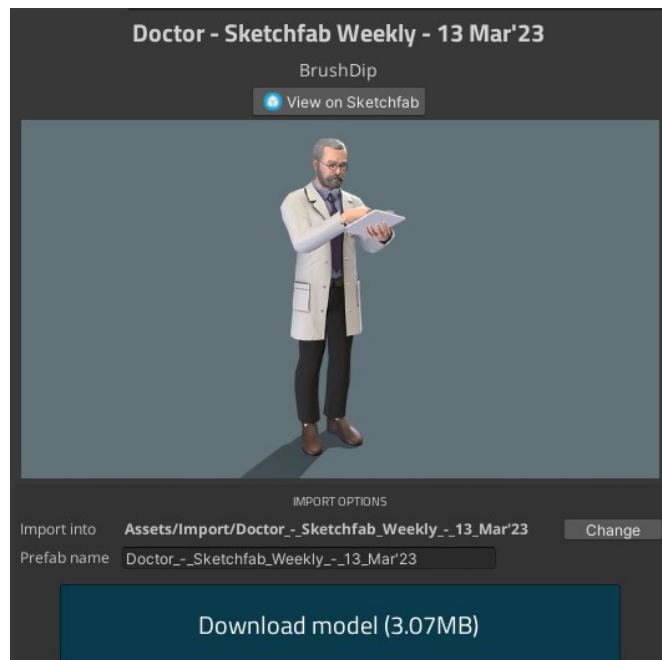 Doctor - Sketchfab Weekly - 13 Mar'23
BrushDip
View on Sketchfab
IMPORT OPTIONS
Import into Assets/Import/Doctor_-_Sketchfab_Weekly_-_13_Mar'23 Change
Prefab name Doctor_-_Sketchfab_Weekly_-_13_Mar'23
Download model (3.07MB)